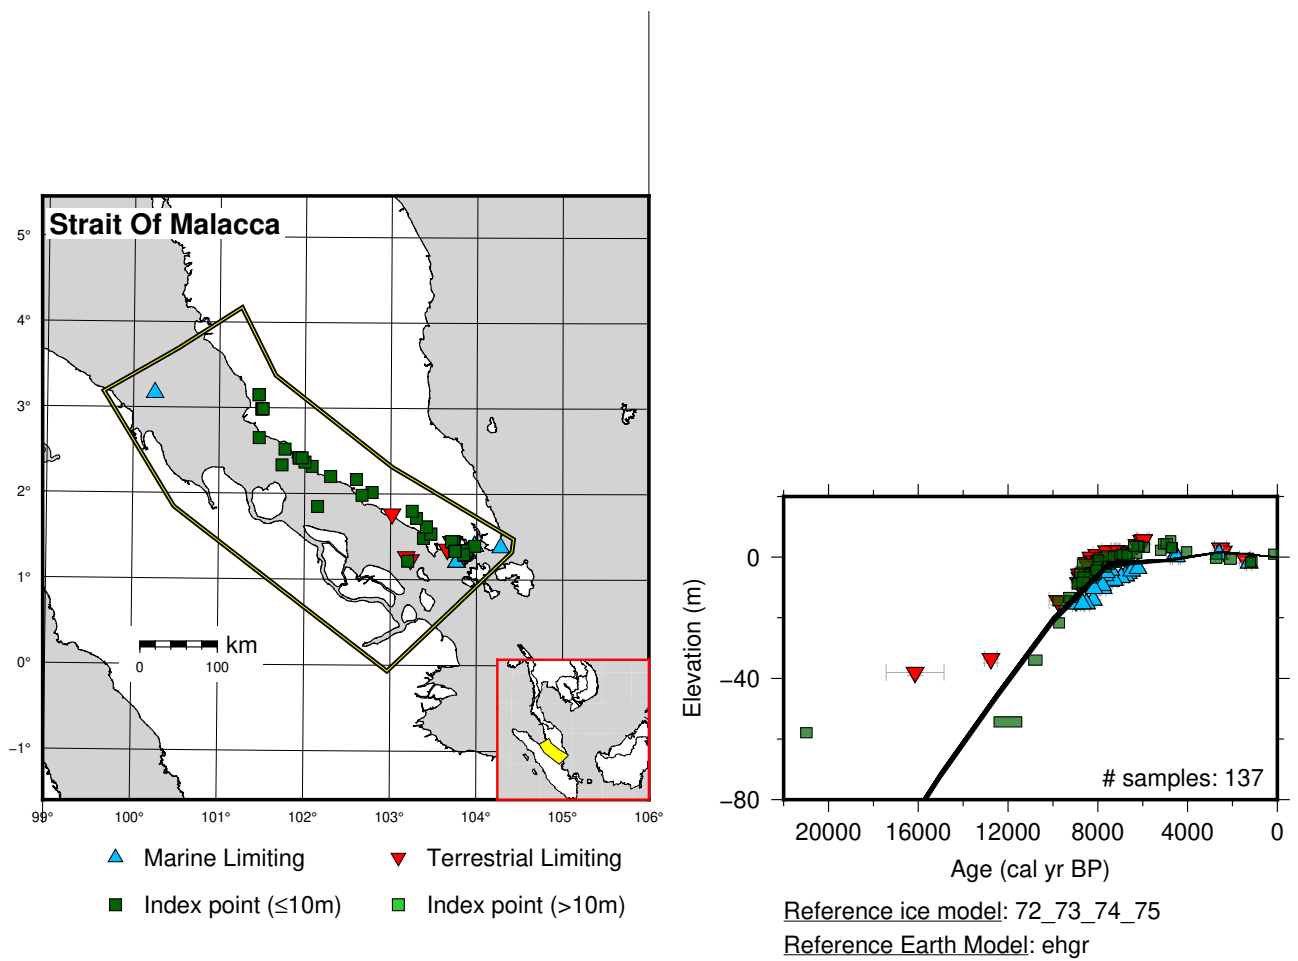 Strait Of Malacca
5°
4°
3°
2°
1°
0°
−1°
km
0 100
99° 100° 101° 102° 103° 104° 105° 106°
Marine Limiting
Terrestrial Limiting
Index point (≤10m)
Index point (>10m)
Elevation (m)
0
−40
−80
# samples: 137
20000 16000 12000 8000 4000 0
Age (cal yr BP)
Reference ice model: 72_73_74_75
Reference Earth Model: ehgr